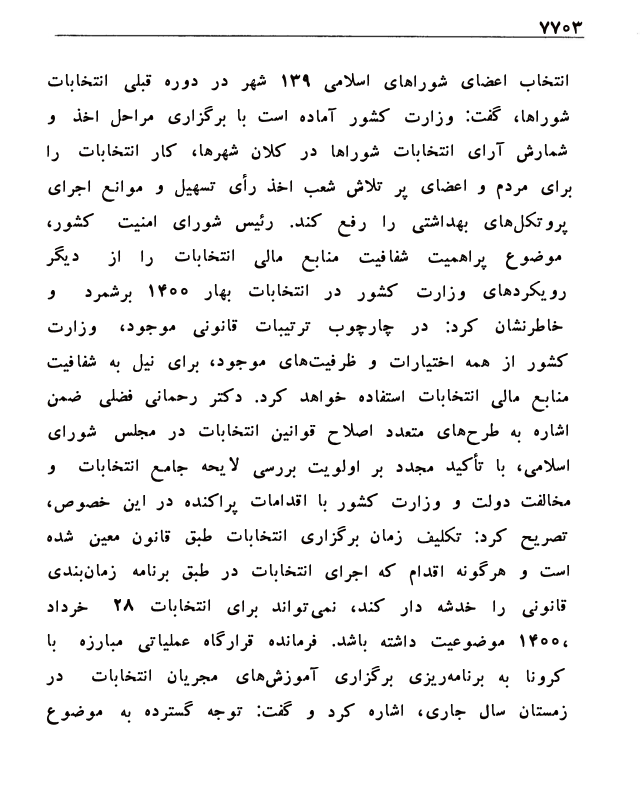 ۷۷۰۳
انتخاب اعضای شوراهای اسلامی ۱۳۹ شهر در دوره قبلی انتخابات
شوراها، گفت: وزارت کشور آماده است با برگزاری مراحل اخذ و
شمارش آرای انتخابات شوراها در کلان شهرها، کار انتخابات را
برای مردم و اعضای پر تلاش شعب اخذ رأی تسهیل و موانع اجرای
پروتکل‌های بهداشتی را رفع کند. رئیس شورای امنیت کشور،
موضوع پراهمیت شفافیت منابع مالی انتخابات را از دیگر
رویکردهای وزارت کشور در انتخابات بهار ۱۴۰۰ برشمرد و
خاطرنشان کرد: در چارچوب ترتیبات قانونی موجود، وزارت
کشور از همه اختیارات و ظرفیت‌های موجود، برای نیل به شفافیت
منابع مالی انتخابات استفاده خواهد کرد. دکتر رحمانی فضلی ضمن
اشاره به طرح‌های متعدد اصلاح قوانین انتخابات در مجلس شورای
اسلامی، با تأکید مجدد بر اولویت بررسی لایحه جامع انتخابات و
مخالفت دولت و وزارت کشور با اقدامات پراکنده در این خصوص،
تصریح کرد: تکلیف زمان برگزاری انتخابات طبق قانون معین شده
است و هرگونه اقدام که اجرای انتخابات در طبق برنامه زمان‌بندی
قانونی را خدشه دار کند، نمی‌تواند برای انتخابات ۲۸ خرداد
۱۴۰۰، موضوعیت داشته باشد. فرمانده قرارگاه عملیاتی مبارزه با
کرونا به برنامه‌ریزی برگزاری آموزش‌های مجریان انتخابات در
زمستان سال جاری، اشاره کرد و گفت: توجه گسترده به موضوع